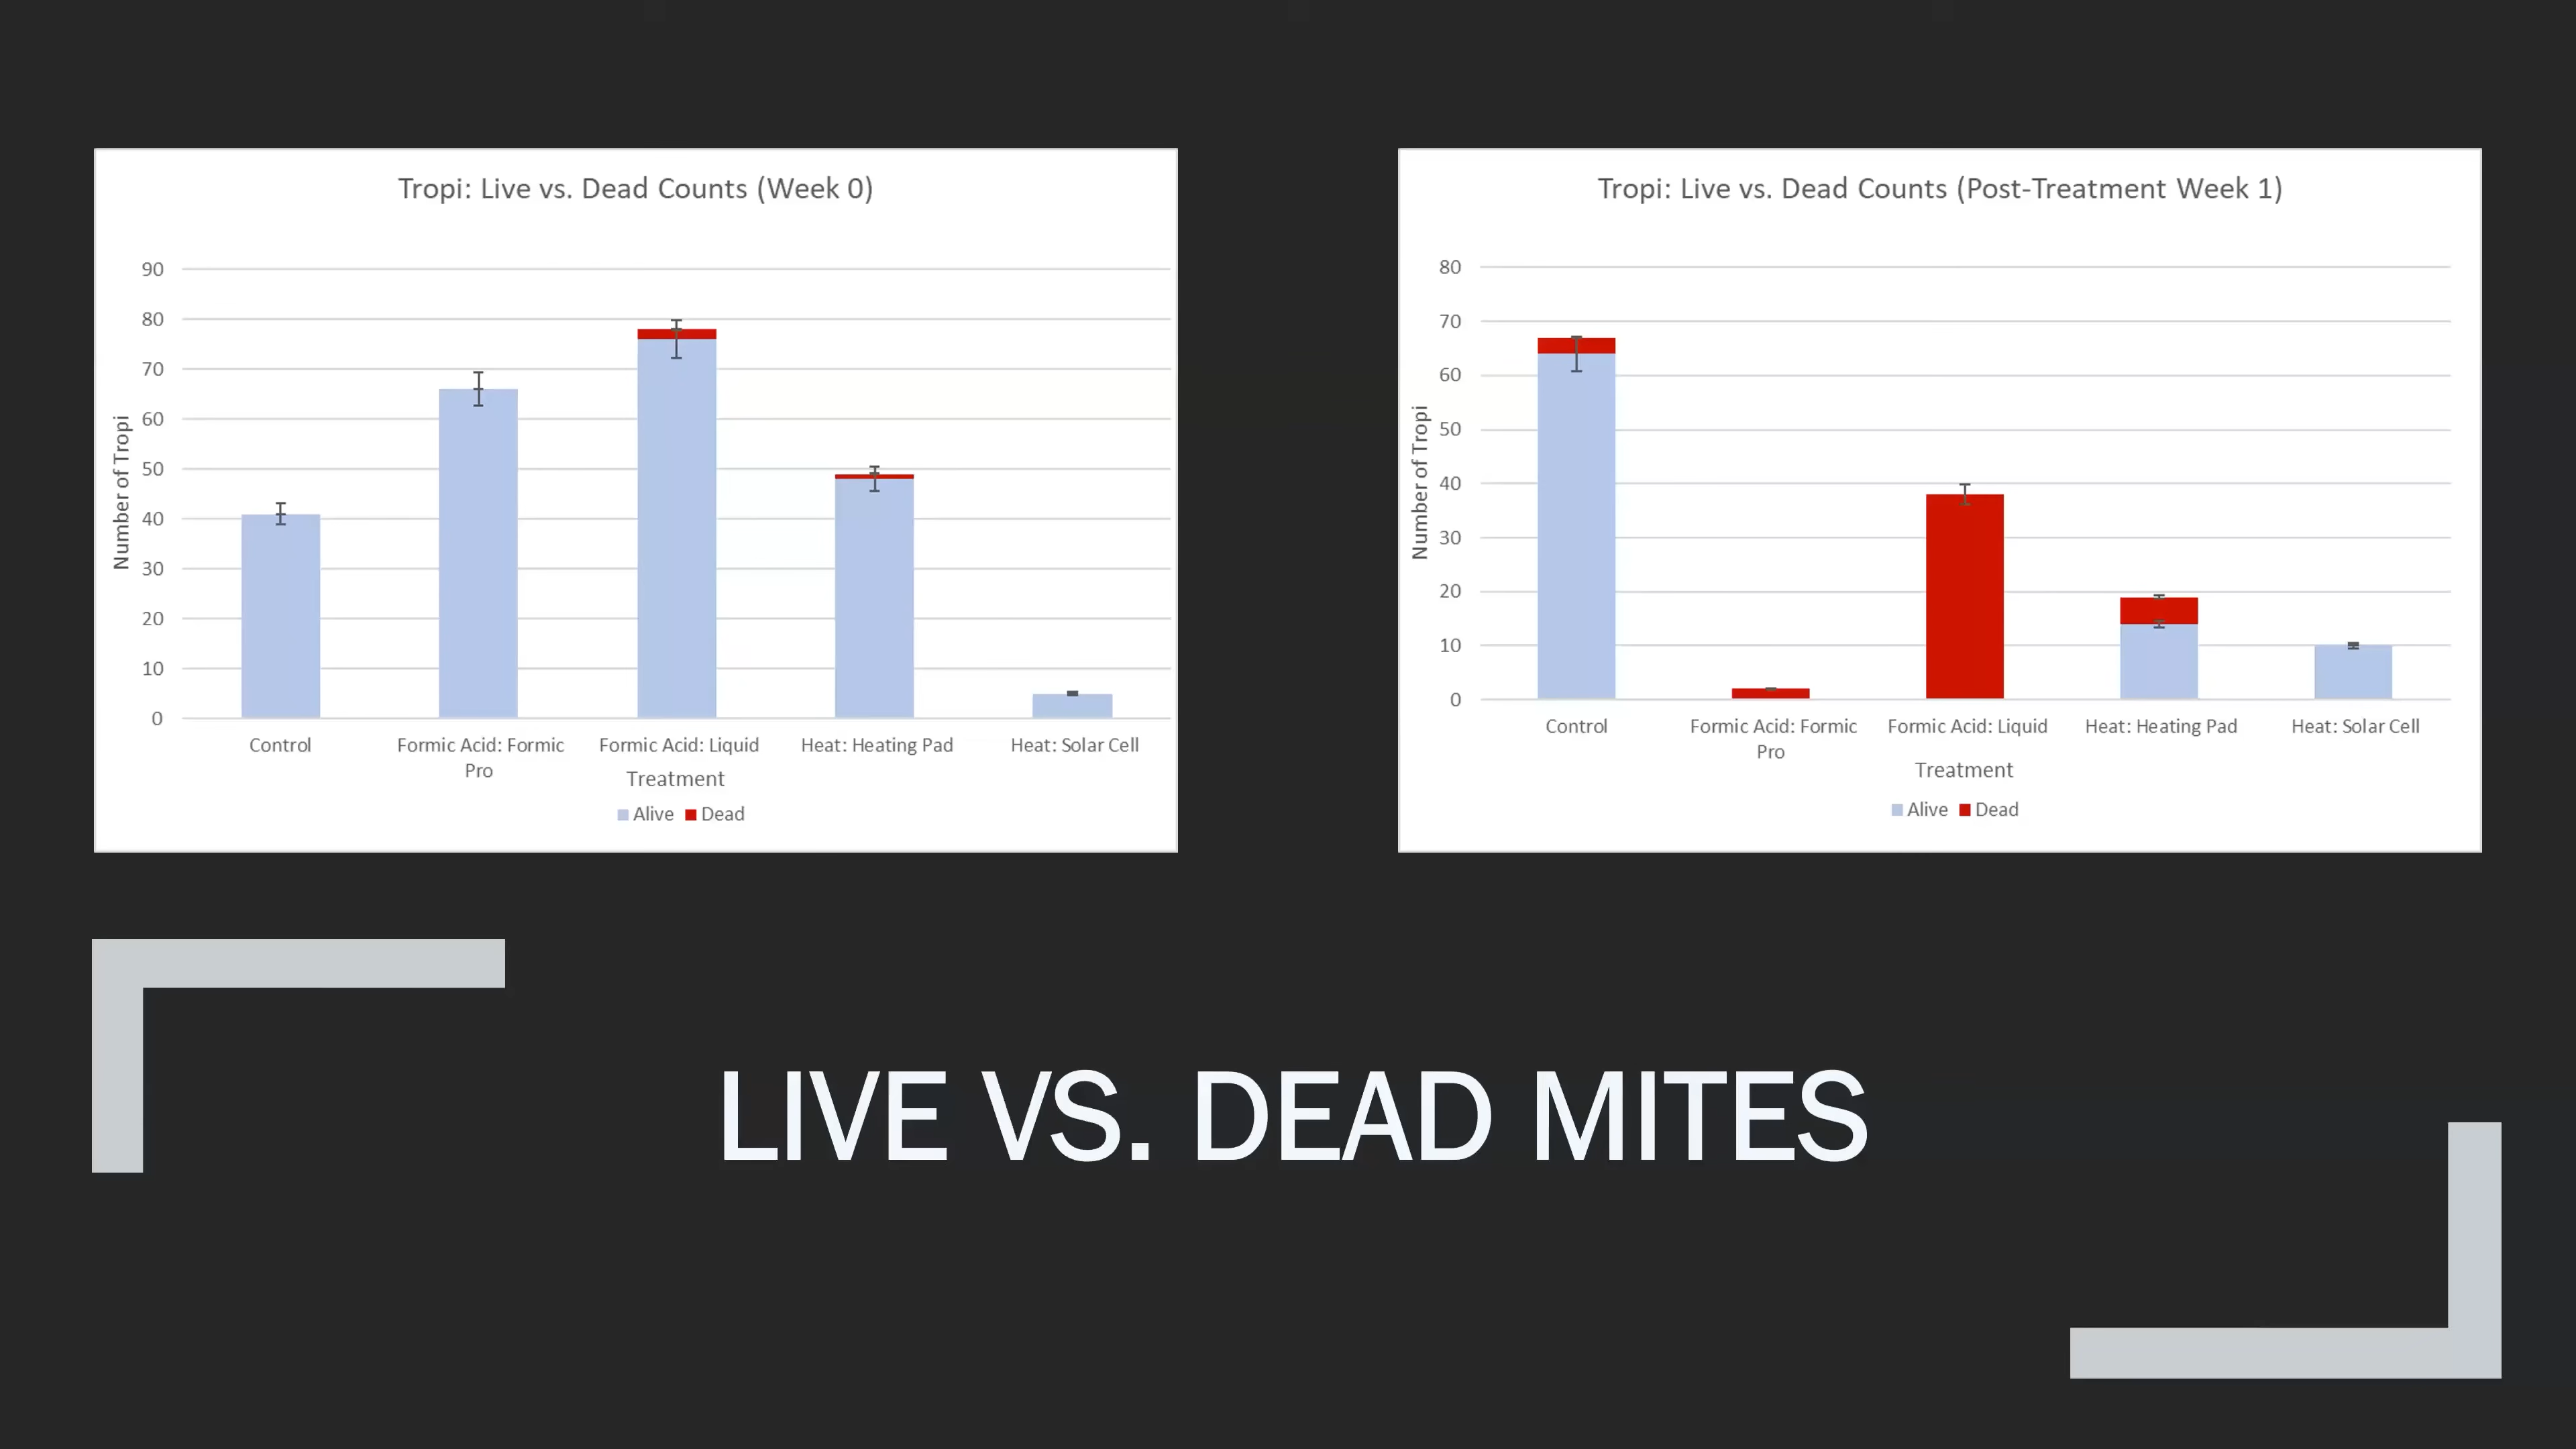 Tropi: Live vs. Dead Counts (Week 0)
90
80
70
60
50
40
30
20
10
0
Number of Tropi
Control
Formic Acid: Formic
Pro
Formic Acid: Liquid
Heat: Heating Pad
Heat: Solar Cell
Treatment
Alive Dead
Tropi: Live vs. Dead Counts (Post-Treatment Week 1)
80
70
60
50
40
30
20
10
0
Number of Tropi
Control
Formic Acid: Formic
Pro
Formic Acid: Liquid
Heat: Heating Pad
Heat: Solar Cell
Treatment
Alive Dead
LIVE VS. DEAD MITES